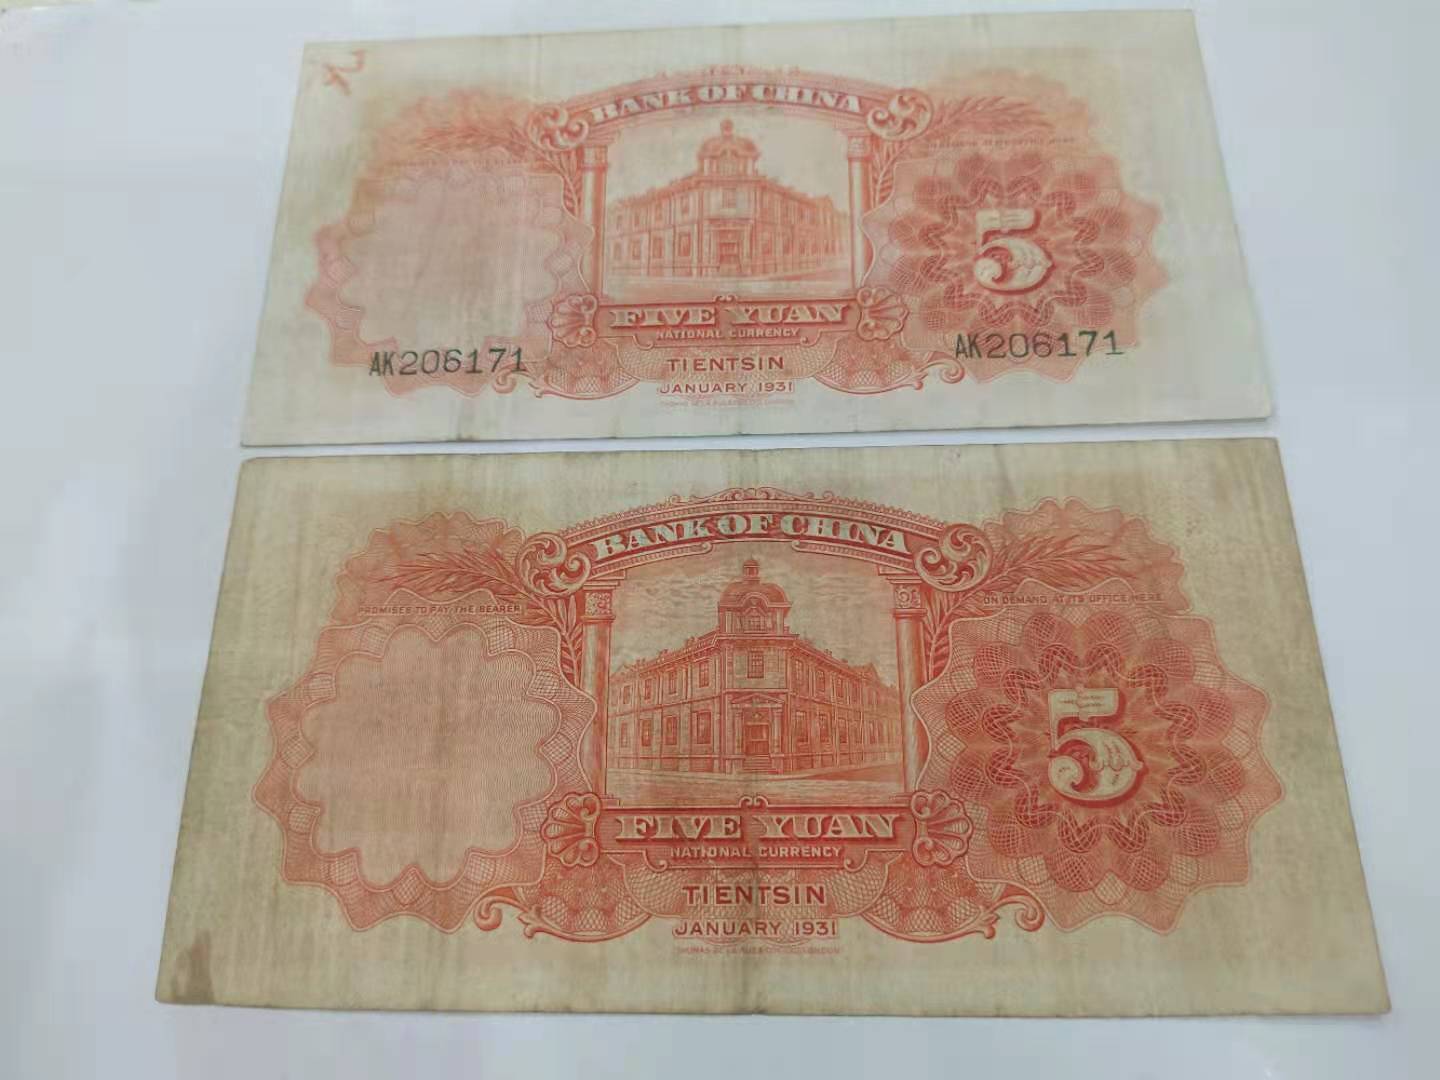 九
BANK OF CHINA
5
FIVE YUAN
NATIONAL CURRENCY
AK206171
AK206171
TIENTSIN
JANUARY 1931
BANK OF CHINA
PROMISES TO PAY THE BEARER
ON DEMAND AT ITS OFFICE HERE
5
FIVE YUAN
NATIONAL CURRENCY
TIENTSIN
JANUARY 1931